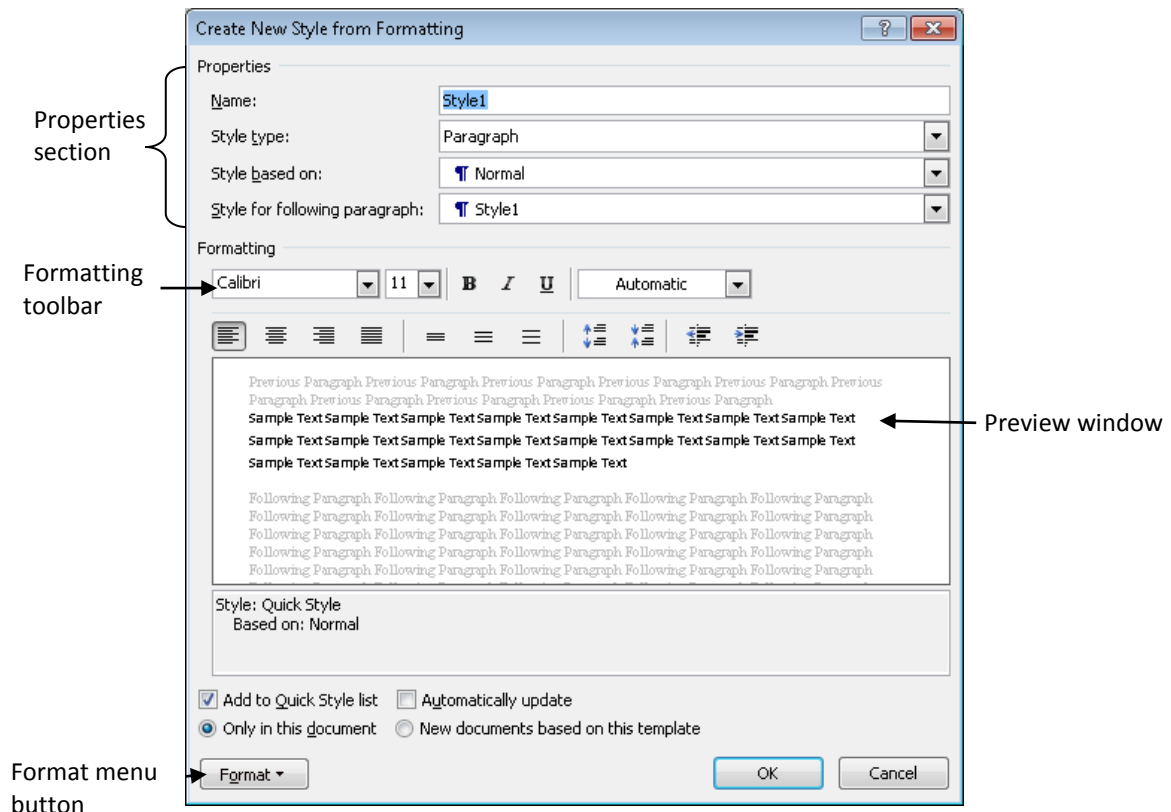 Create New Style from Formatting
Properties
Properties section
Name: Style1
Style type: Paragraph
Style based on: ¶ Normal
Style for following paragraph: ¶ Style1
Formatting
Formatting toolbar
Calibri 11 B I U Automatic
Previous Paragraph Previous Paragraph Previous Paragraph Previous Paragraph Previous Paragraph Previous
Paragraph Previous Paragraph Previous Paragraph Previous Paragraph Previous Paragraph
Sample Text Sample Text Sample Text Sample Text Sample Text Sample Text Sample Text Sample Text
Sample Text Sample Text Sample Text Sample Text Sample Text Sample Text Sample Text Sample Text
Sample Text Sample Text Sample Text Sample Text Sample Text
Preview window
Following Paragraph Following Paragraph Following Paragraph Following Paragraph Following Paragraph
Following Paragraph Following Paragraph Following Paragraph Following Paragraph Following Paragraph
Following Paragraph Following Paragraph Following Paragraph Following Paragraph Following Paragraph
Following Paragraph Following Paragraph Following Paragraph Following Paragraph Following Paragraph
Following Paragraph Following Paragraph Following Paragraph Following Paragraph Following Paragraph
Style: Quick Style
Based on: Normal
Add to Quick Style list Automatically update
Only in this document New documents based on this template
Format menu button
Format OK Cancel